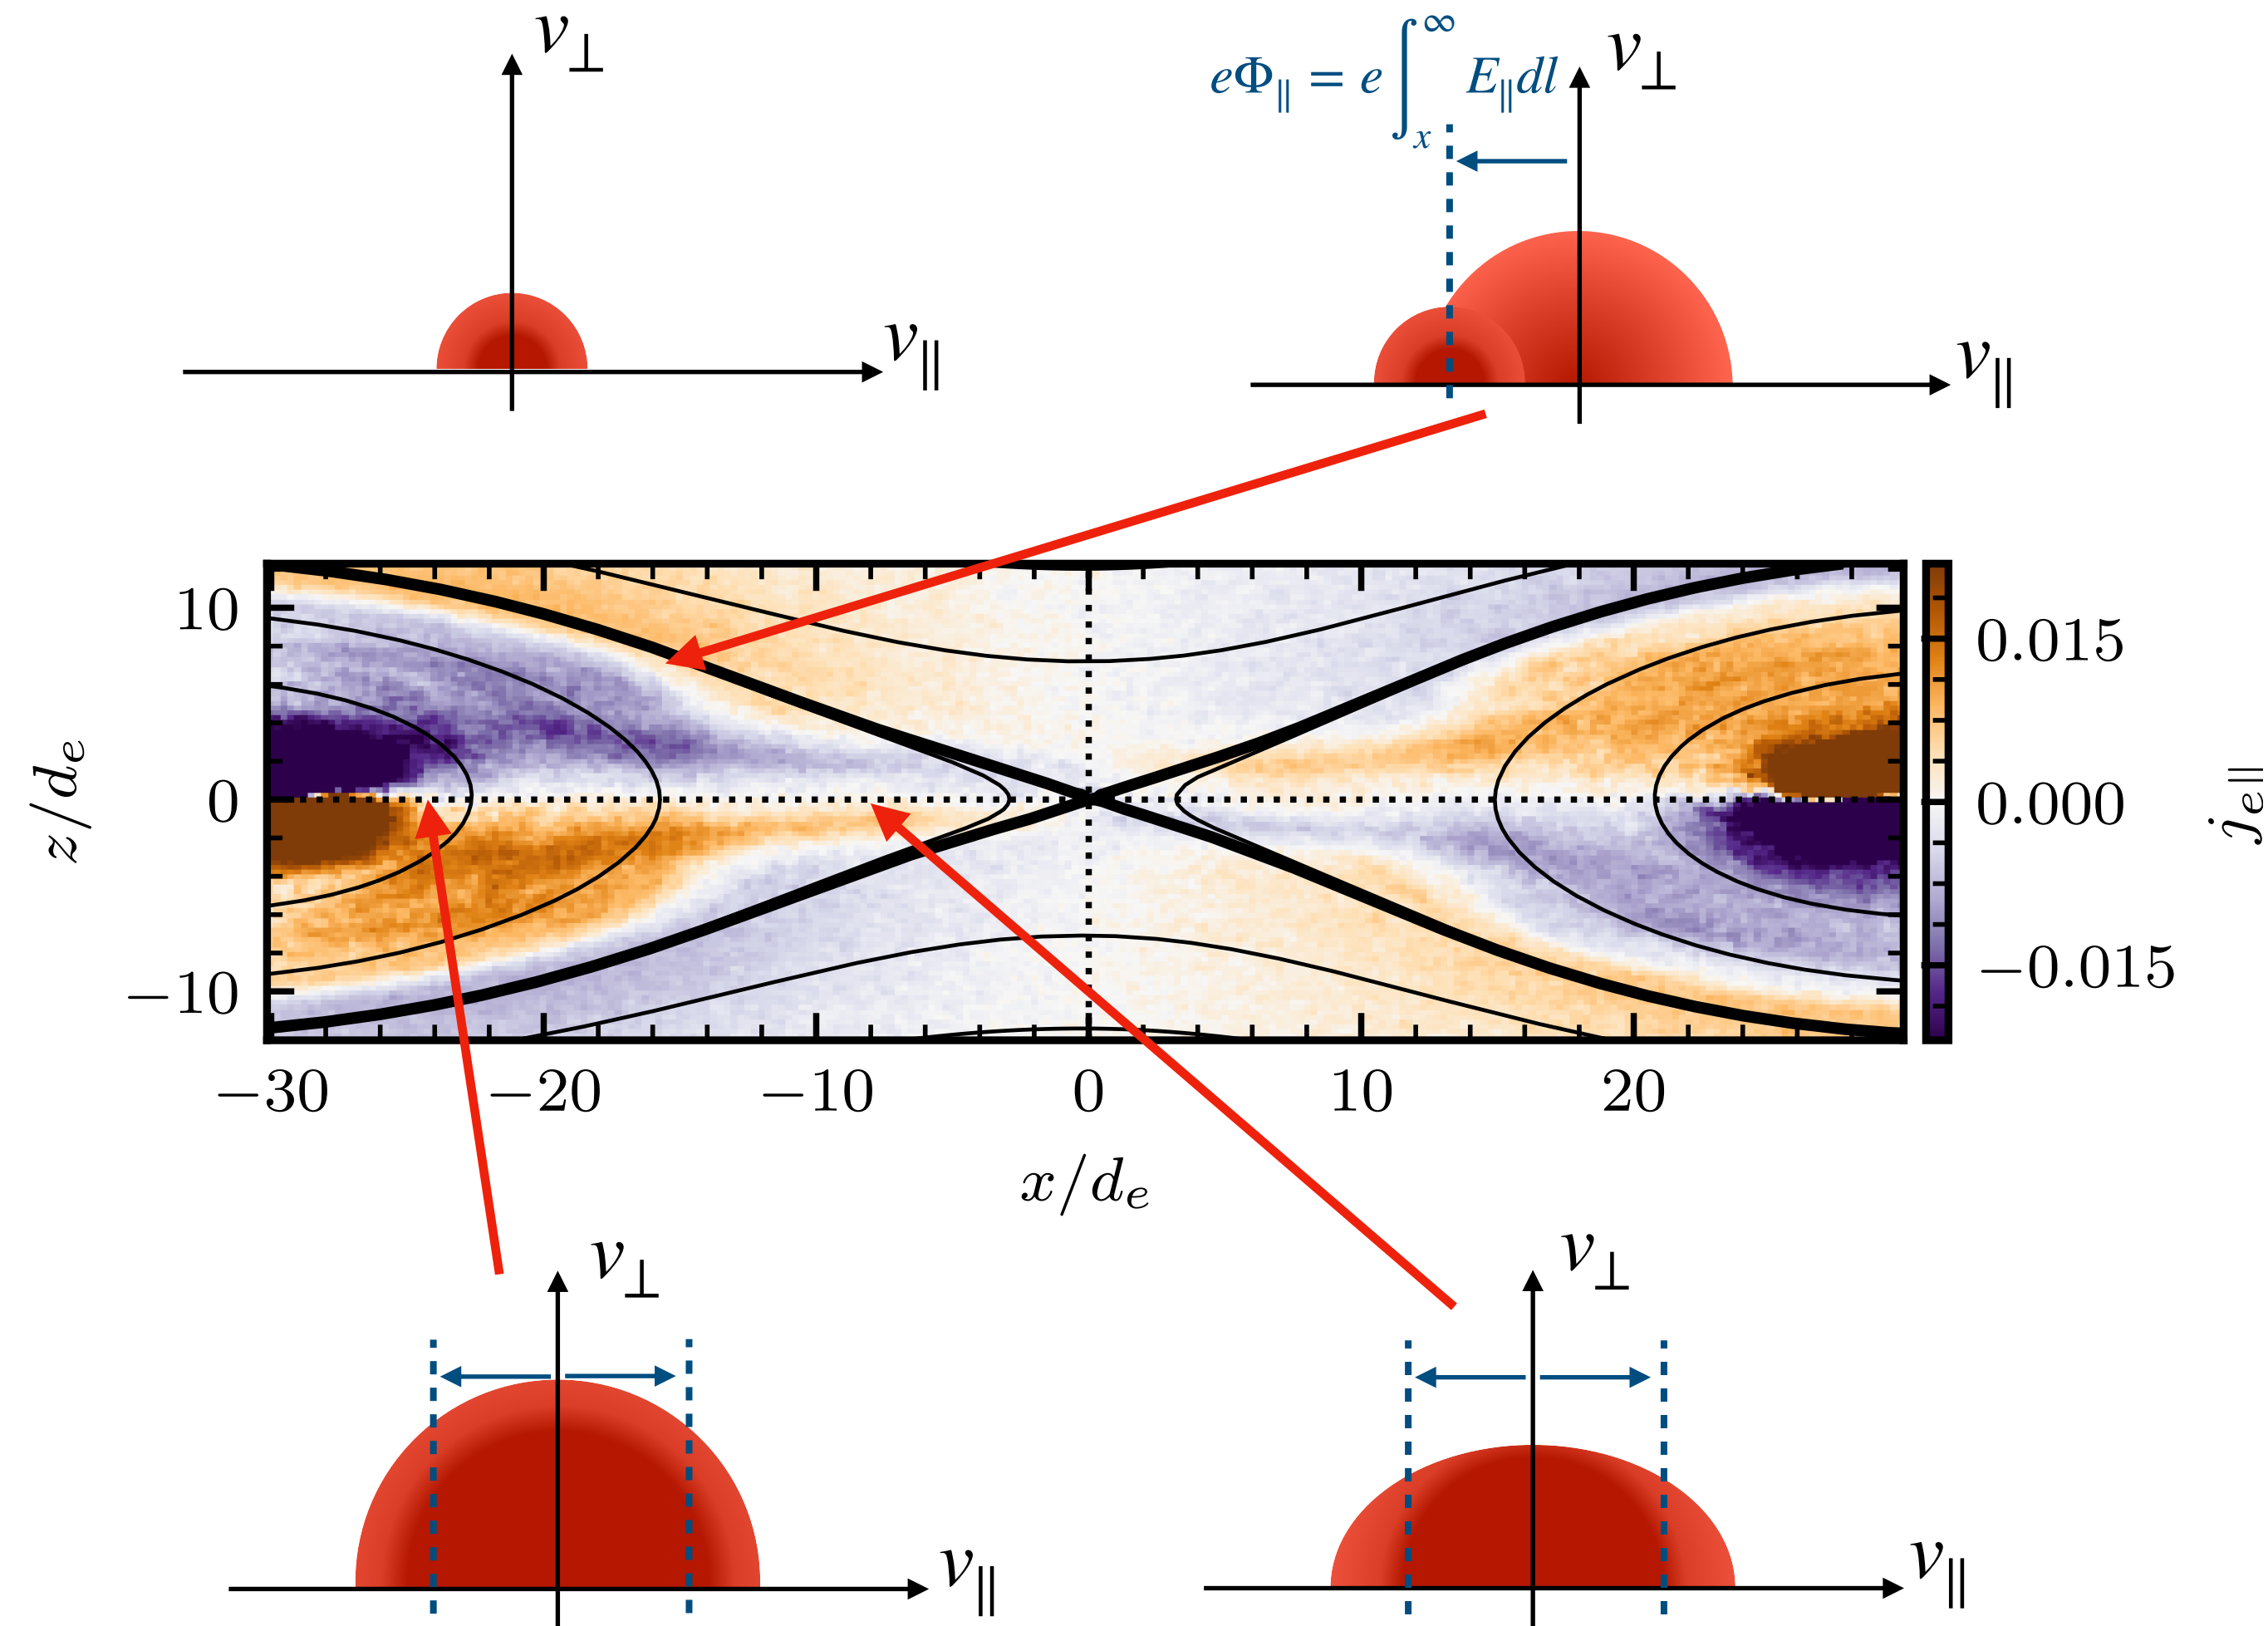 v⊥
v∥
eΦ∥ = e∫ₓ^∞ E∥dl
v⊥
v∥
10
0
−10
z/dₑ
−30
−20
−10
0
10
20
x/dₑ
0.015
0.000
−0.015
jₑ∥
v⊥
v∥
v⊥
v∥